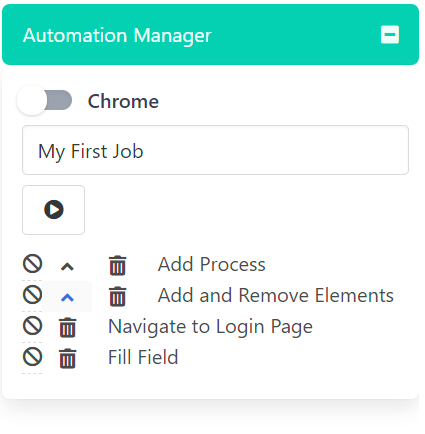 Automation Manager
Chrome
My First Job
Add Process
Add and Remove Elements
Navigate to Login Page
Fill Field